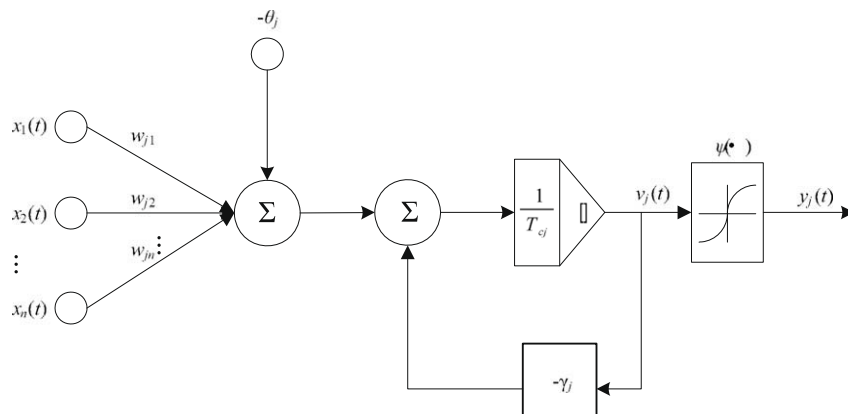 -θj
x1(t)
wj1
x2(t)
wj2
⋮
wjn
⋮
xn(t)
Σ
Σ
1
Tcj
▯
vj(t)
ψ(• )
yj(t)
-γj